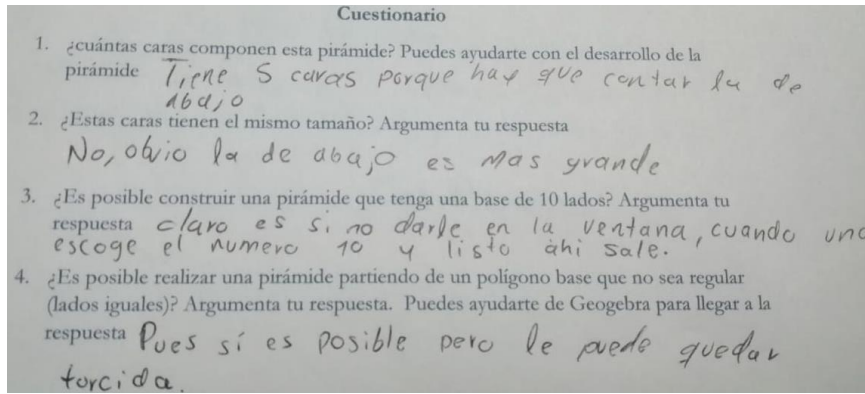 Cuestionario
1. ¿cuántas caras componen esta pirámide? Puedes ayudarte con el desarrollo de la
pirámide Tiene 5 caras porque hay que contar la de
abajo
2. ¿Estas caras tienen el mismo tamaño? Argumenta tu respuesta
No, obvio la de abajo es mas grande
3. ¿Es posible construir una pirámide que tenga una base de 10 lados? Argumenta tu
respuesta claro es si no darle en la ventana, cuando uno
escoge el numero 10 y listo ahi sale.
4. ¿Es posible realizar una pirámide partiendo de un polígono base que no sea regular
(lados iguales)? Argumenta tu respuesta. Puedes ayudarte de Geogebra para llegar a la
respuesta Pues sí es posible pero le puede quedar
torcida.